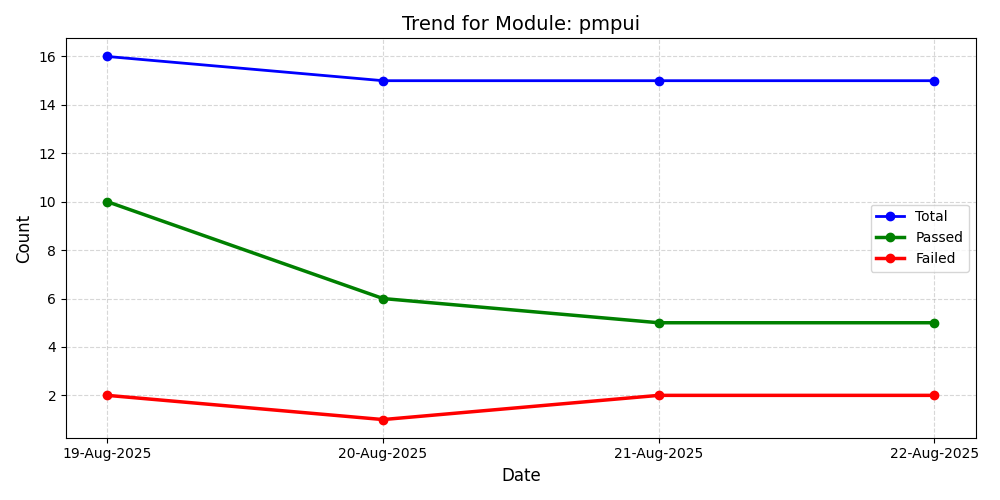 Trend for Module: pmpui
Count
16
14
12
10
8
6
4
2
Total
Passed
Failed
19-Aug-2025
20-Aug-2025
21-Aug-2025
22-Aug-2025
Date